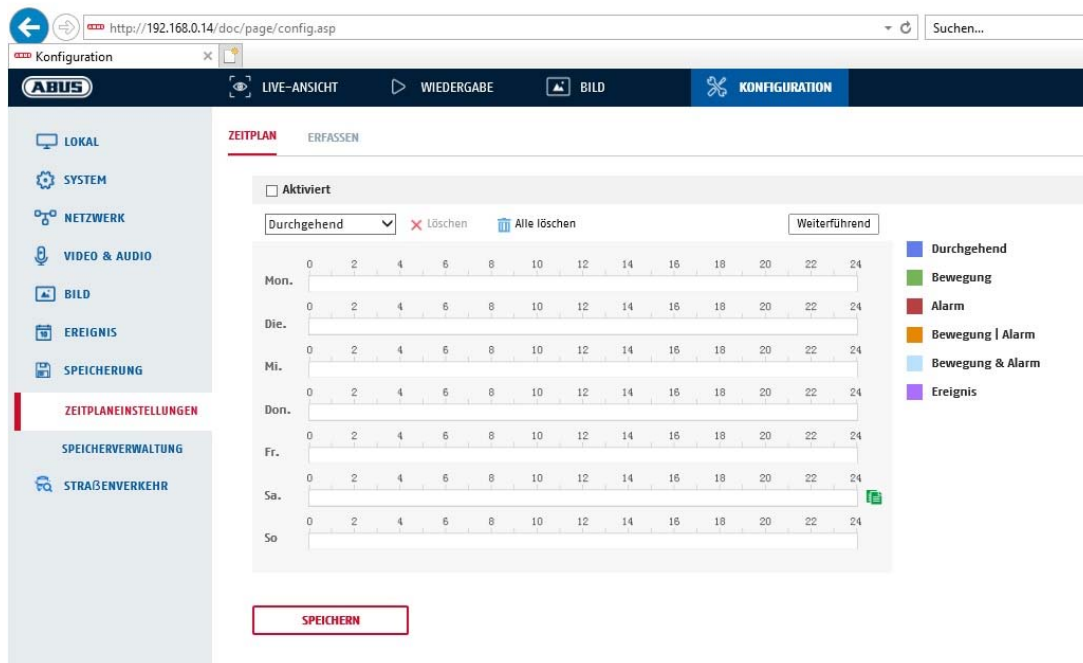 http://192.168.0.14/doc/page/config.asp
Suchen...
Konfiguration
ABUS
LIVE-ANSICHT
WIEDERGABE
BILD
KONFIGURATION
LOKAL
SYSTEM
NETZWERK
VIDEO & AUDIO
BILD
EREIGNIS
SPEICHERUNG
ZEITPLANEINSTELLUNGEN
SPEICHERVERWALTUNG
STRAßENVERKEHR
ZEITPLAN
ERFASSEN
Aktiviert
Durchgehend
Löschen
Alle löschen
Weiterführend
0 2 4 6 8 10 12 14 16 18 20 22 24
Mon.
0 2 4 6 8 10 12 14 16 18 20 22 24
Die.
0 2 4 6 8 10 12 14 16 18 20 22 24
Mi.
0 2 4 6 8 10 12 14 16 18 20 22 24
Don.
0 2 4 6 8 10 12 14 16 18 20 22 24
Fr.
0 2 4 6 8 10 12 14 16 18 20 22 24
Sa.
0 2 4 6 8 10 12 14 16 18 20 22 24
So
Durchgehend
Bewegung
Alarm
Bewegung | Alarm
Bewegung & Alarm
Ereignis
SPEICHERN